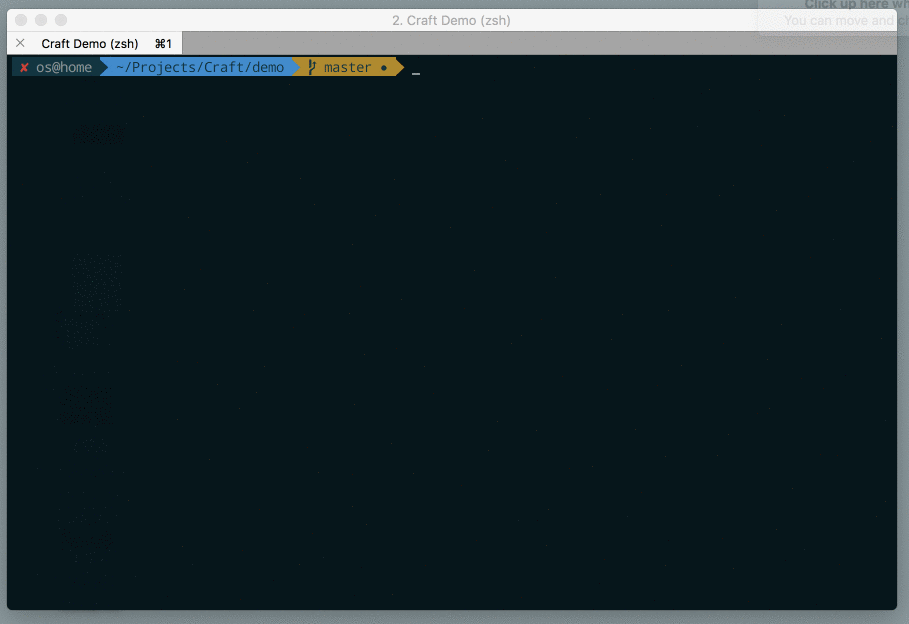 Click up here
You can move and
2. Craft Demo (zsh)
Craft Demo (zsh) ⌘1
✘ os@home ~/Projects/Craft/demo master ●